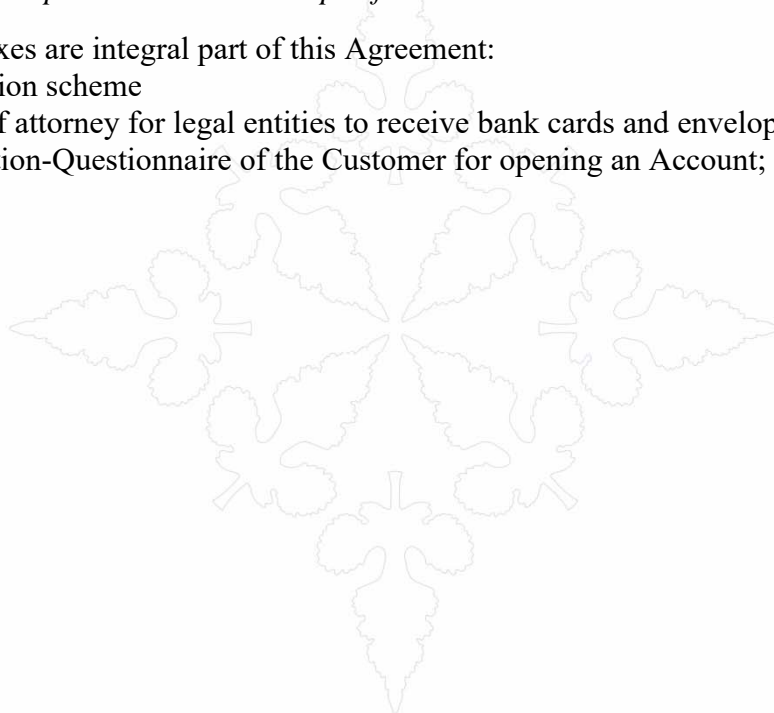 xes are integral part of this Agreement:
ion scheme
f attorney for legal entities to receive bank cards and envelop
ion-Questionnaire of the Customer for opening an Account;